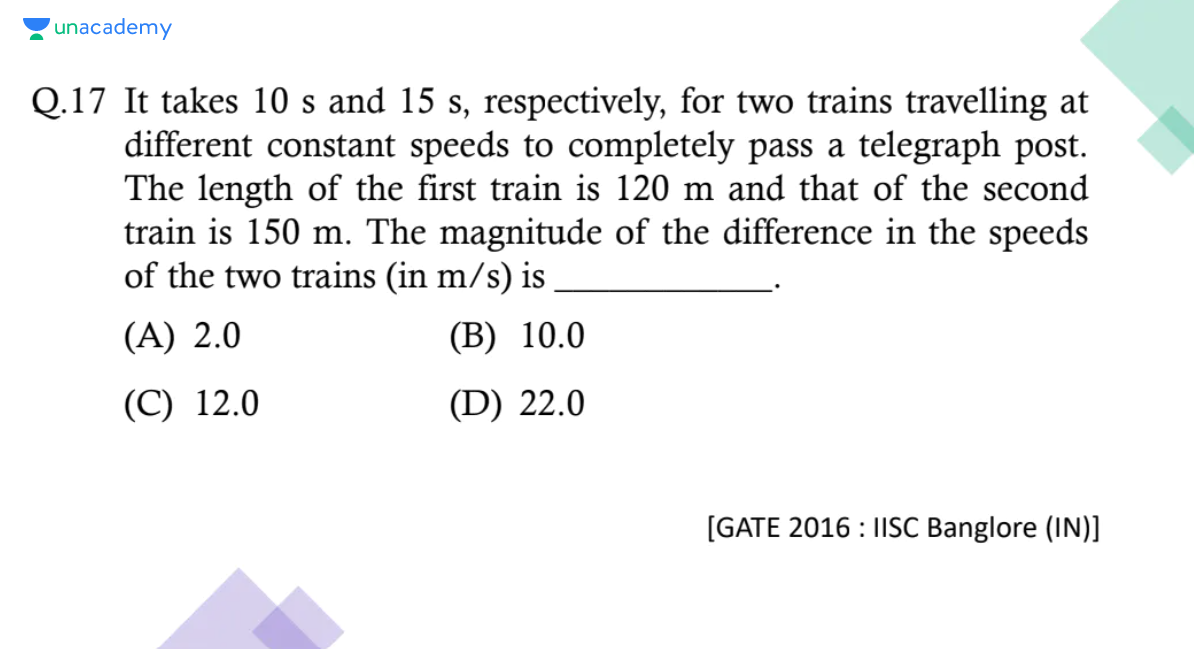 unacademy
Q.17 It takes 10 s and 15 s, respectively, for two trains travelling at
different constant speeds to completely pass a telegraph post.
The length of the first train is 120 m and that of the second
train is 150 m. The magnitude of the difference in the speeds
of the two trains (in m/s) is ____________.
(A) 2.0 (B) 10.0
(C) 12.0 (D) 22.0
[GATE 2016 : IISC Banglore (IN)]